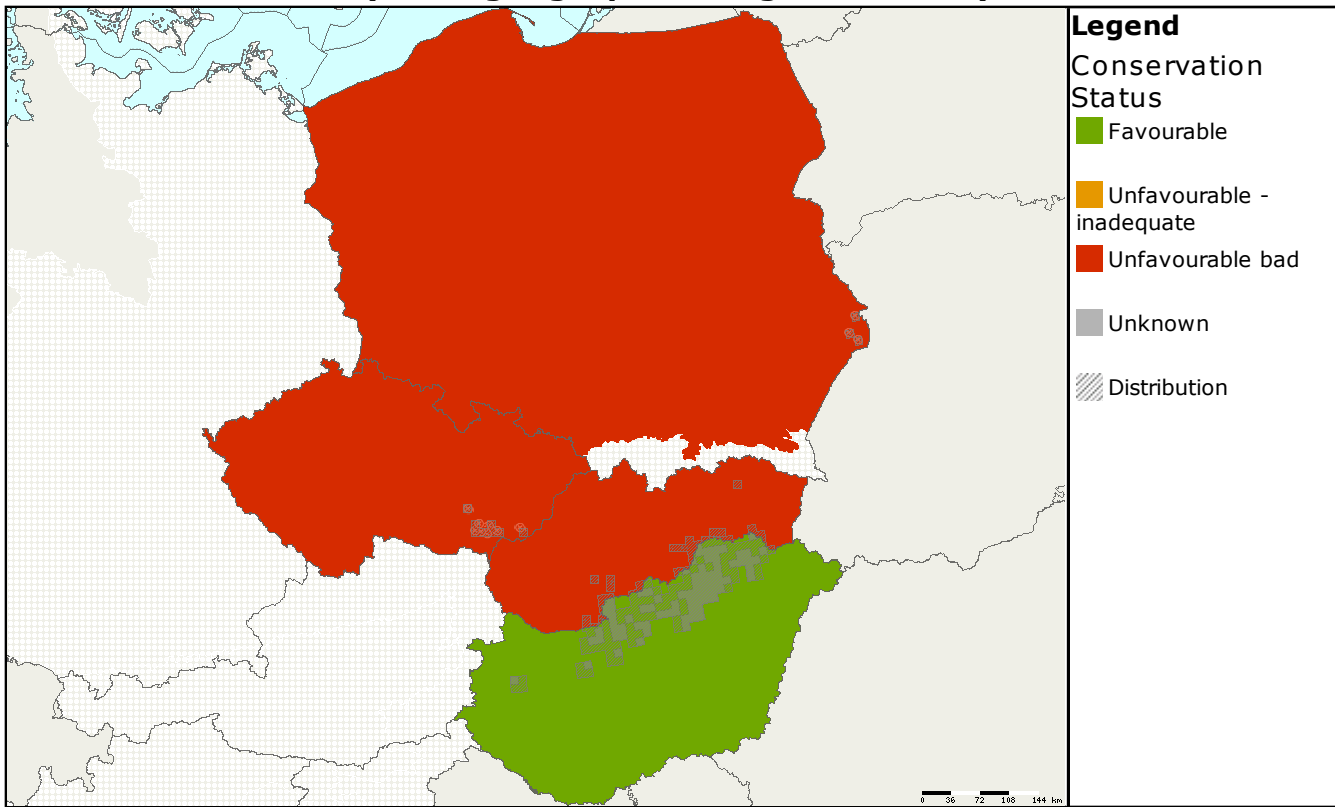 Legend
Conservation
Status
Favourable
Unfavourable -
inadequate
Unfavourable bad
Unknown
Distribution
0 36 72 108 144 km